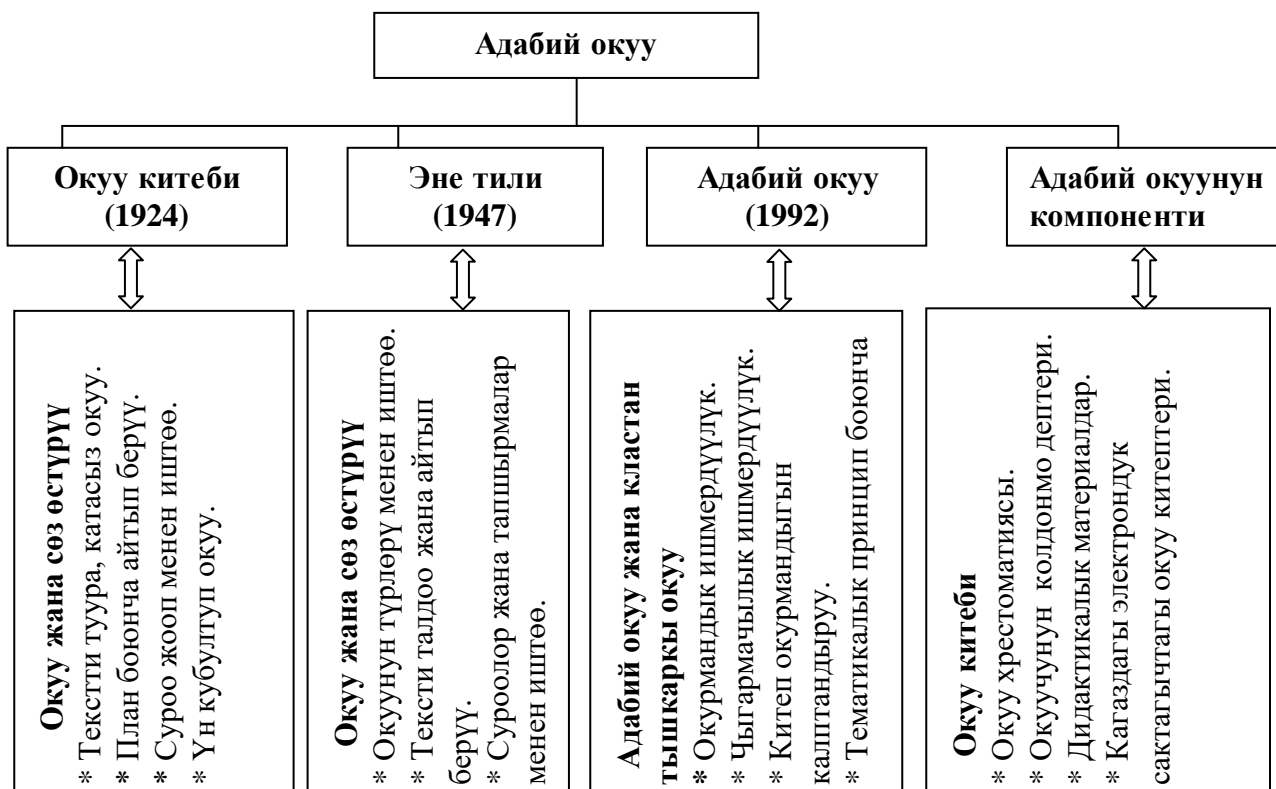 Адабий окуу
Окуу китеби
(1924)
Эне тили
(1947)
Адабий окуу
(1992)
Адабий окуунун
компоненти
Окуу жана сөз өстүрүү
* Тексттти туура, катасыз окуу.
* План боюнча айтып берүү.
* Суроо жооп менен иштөө.
* Үн кубултуп окуу.
Окуу жана сөз өстүрүү
* Окуунун түрлөрү менен иштөө.
* Тексти талдоо жана айтып
берүү.
* Суроолор жана тапшырмалар
менен иштөө.
Адабий окуу жана кластан
тышкаркы окуу
* Окурмандык ишмердүүлүк.
* Чыгармачылык ишмердүүлүк.
* Китеп окурмандыгын
калптандыруу.
* Тематикалык принцип боюнча
Окуу китеби
* Окуу хрестоматиясы.
* Окуучунун колдонмо дептери.
* Дидактикалык материалдар.
* Кагаздагы электрондук
сактагычтагы окуу китептери.